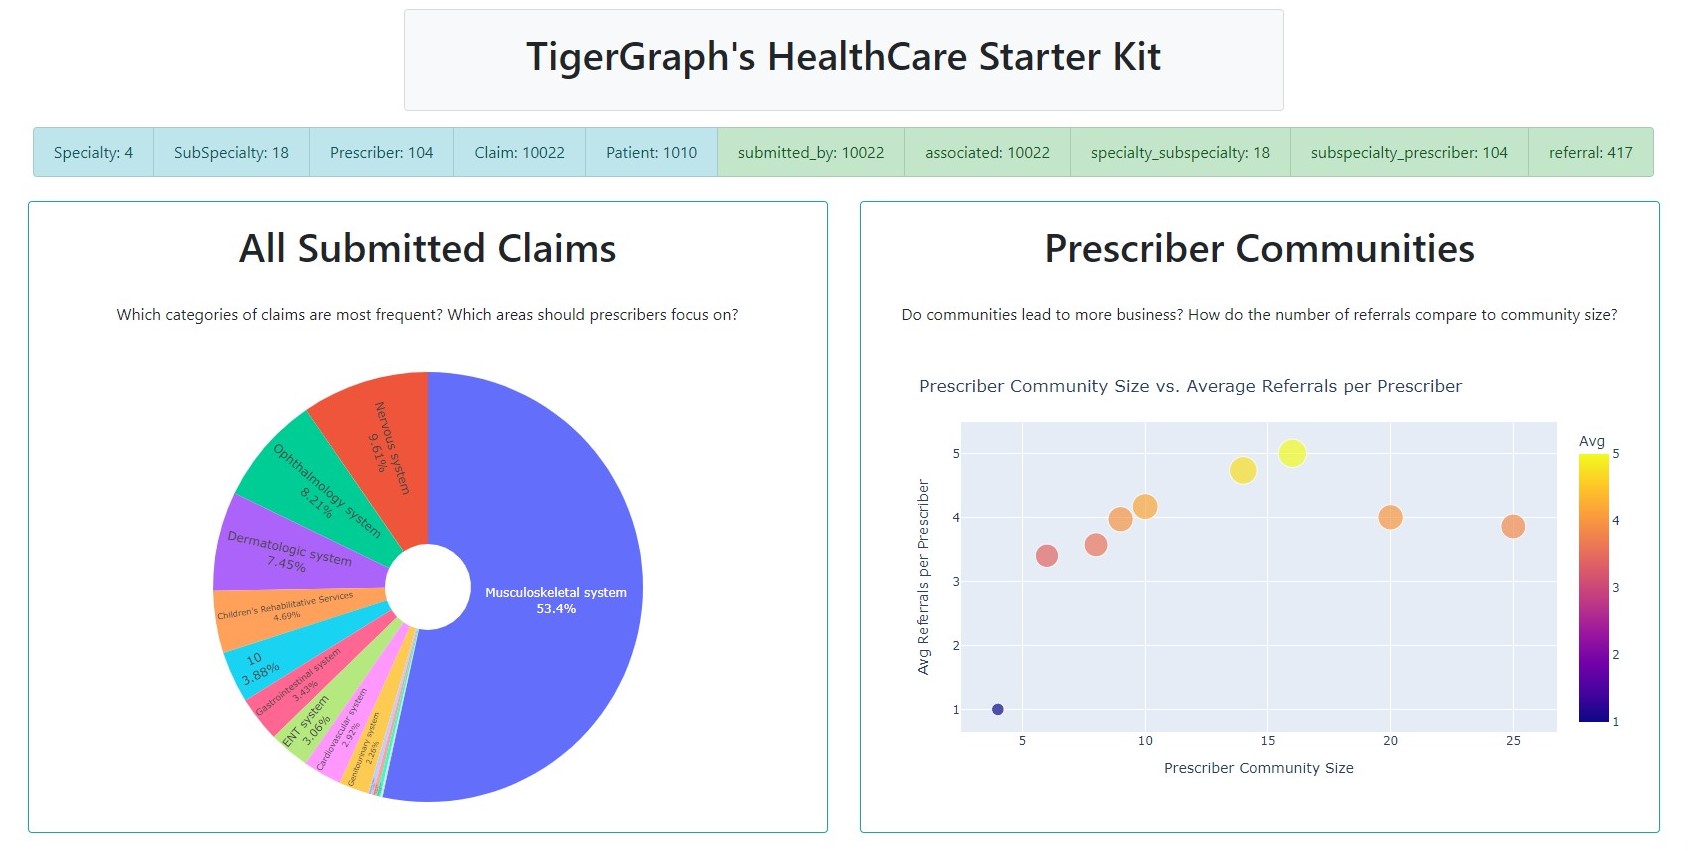 TigerGraph's HealthCare Starter Kit
Specialty: 4
SubSpecialty: 18
Prescriber: 104
Claim: 10022
Patient: 1010
submitted_by: 10022
associated: 10022
specialty_subspecialty: 18
subspecialty_prescriber: 104
referral: 417
All Submitted Claims
Which categories of claims are most frequent? Which areas should prescribers focus on?
Nervous system
9.61%
Ophthalmology system
8.21%
Dermatologic system
7.45%
Children's Rehabilitative Services
4.69%
10
3.88%
Gastrointestinal system
3.43%
ENT system
3.06%
Cardiovascular system
2.92%
Genitourinary system
2.26%
Musculoskeletal system
53.4%
Prescriber Communities
Do communities lead to more business? How do the number of referrals compare to community size?
Prescriber Community Size vs. Average Referrals per Prescriber
Avg Referrals per Prescriber
5
4
3
2
1
5
10
15
20
25
Prescriber Community Size
Avg
5
4
3
2
1